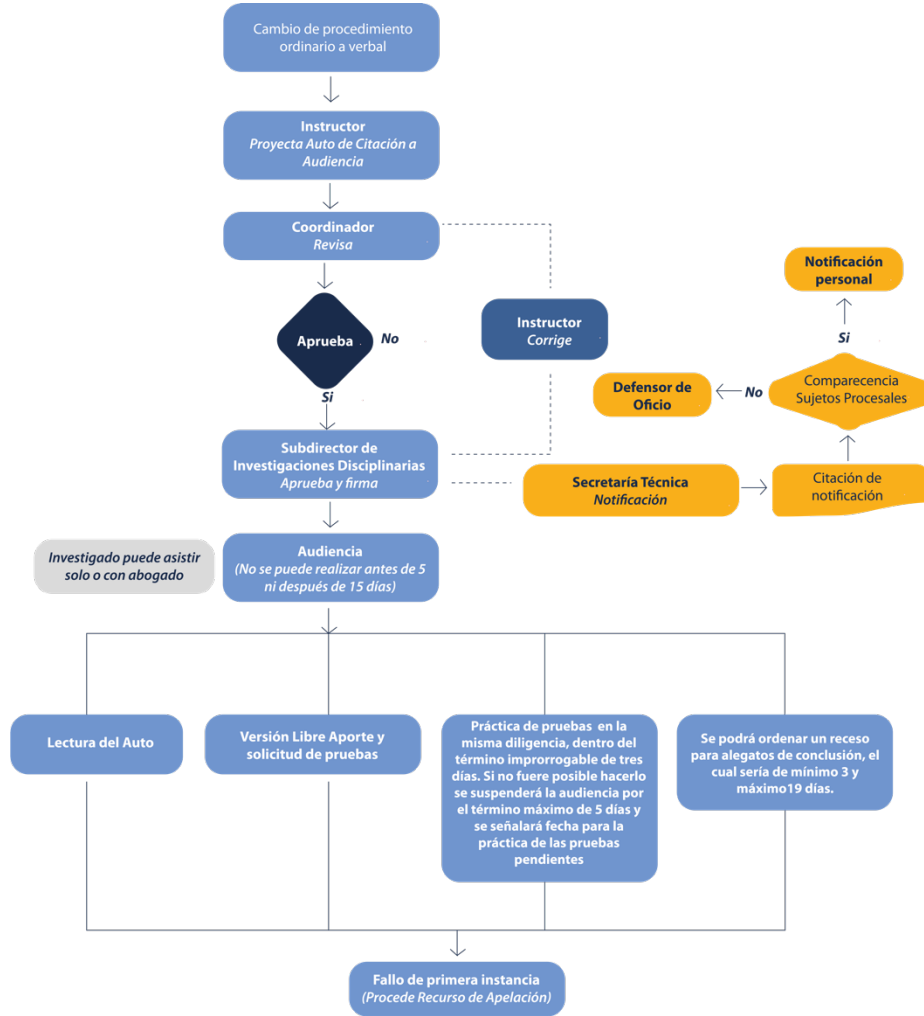 Cambio de procedimiento
ordinario a verbal
Instructor
Proyecta Auto de Citación a
Audiencia
Coordinador
Revisa
Notificación
personal
Aprueba
No
Instructor
Corrige
Si
Si
Defensor de
Oficio
No
Comparecencia
Sujetos Procesales
Subdirector de
Investigaciones Disciplinarias
Aprueba y firma
Secretaría Técnica
Notificación
Citación de
notificación
Investigado puede asistir
solo o con abogado
Audiencia
(No se puede realizar antes de 5
ni después de 15 días)
Lectura del Auto
Versión Libre Aporte y
solicitud de pruebas
Práctica de pruebas en la
misma diligencia, dentro del
término improrrogable de tres
días. Si no fuere posible hacerlo
se suspenderá la audiencia por
el término máximo de 5 días y
se señalará fecha para la
práctica de las pruebas
pendientes
Se podrá ordenar un receso
para alegatos de conclusión, el
cual sería de mínimo 3 y
máximo19 días.
Fallo de primera instancia
(Procede Recurso de Apelación)